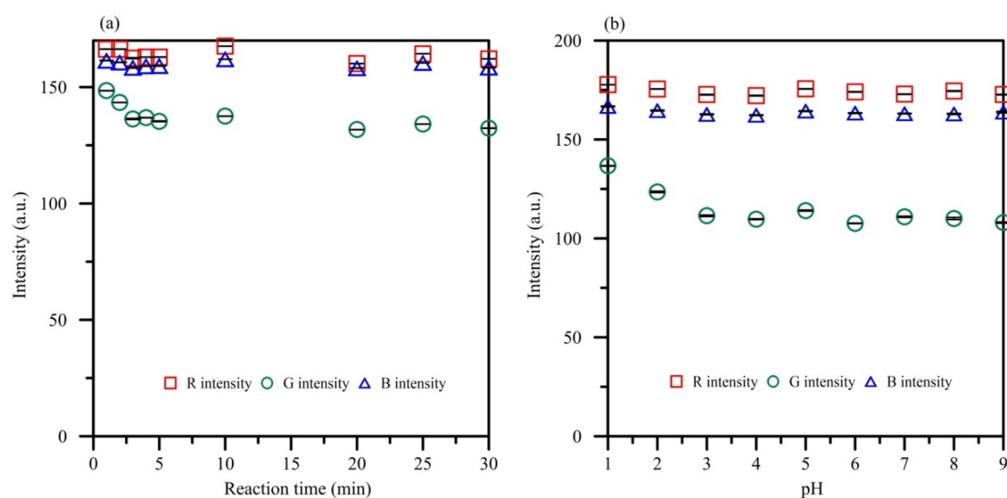 (a)
150
100
50
0
Intensity (a.u.)
R intensity G intensity B intensity
0 5 10 15 20 25 30
Reaction time (min)
(b)
200
150
100
50
0
Intensity (a.u.)
R intensity G intensity B intensity
1 2 3 4 5 6 7 8 9
pH